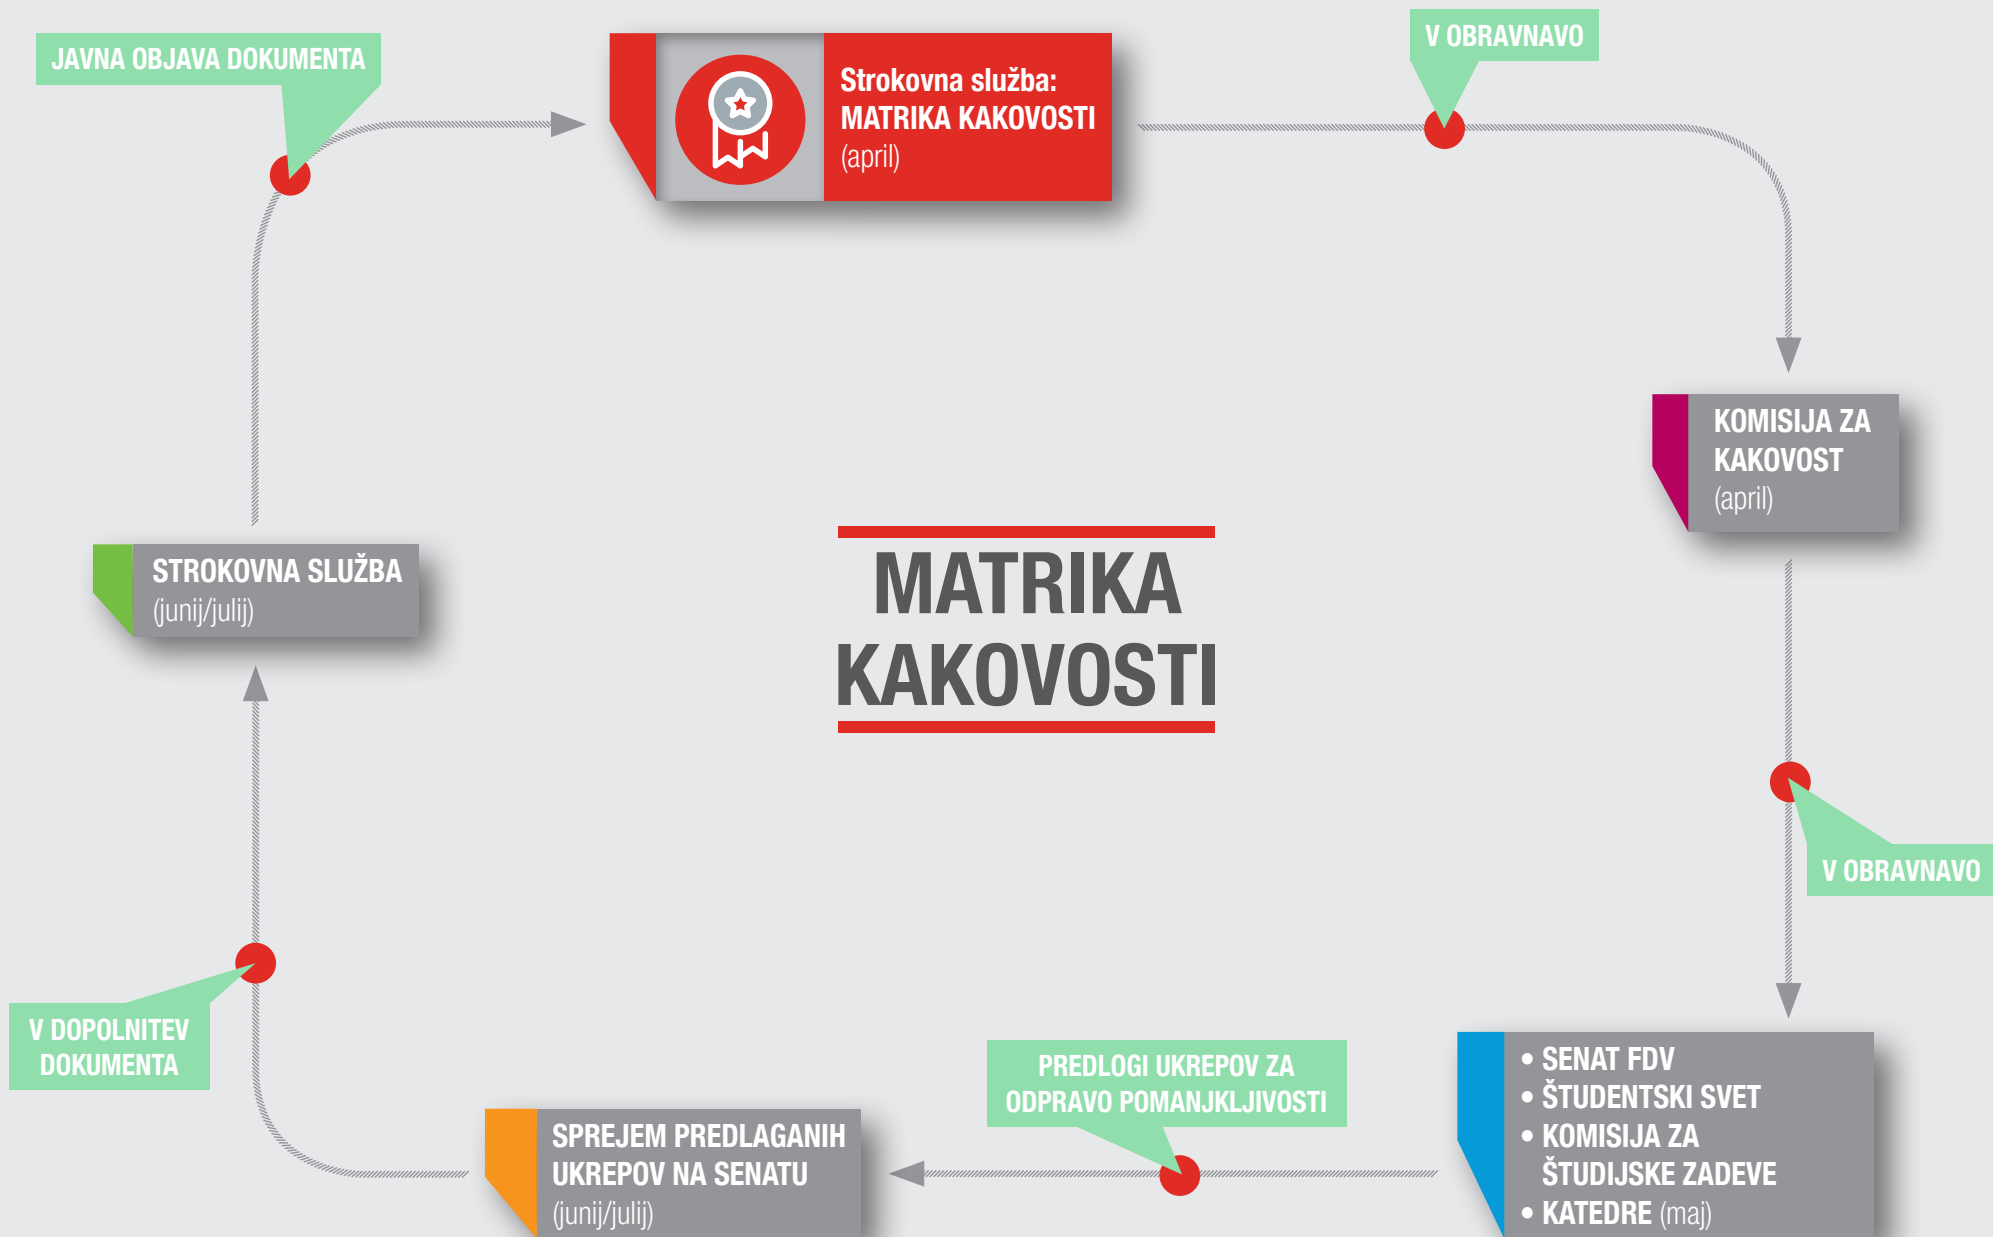 JAVNA OBJAVA DOKUMENTA
Strokovna služba:
MATRIKA KAKOVOSTI
(april)
V OBRAVNAVO
KOMISIJA ZA
KAKOVOST
(april)
STROKOVNA SLUŽBA
(junij/julij)
MATRIKA
KAKOVOSTI
V OBRAVNAVO
V DOPOLNITEV
DOKUMENTA
PREDLOGI UKREPOV ZA
ODPRAVO POMANJKLJIVOSTI
SPREJEM PREDLAGANIH
UKREPOV NA SENATU
(junij/julij)
• SENAT FDV
• ŠTUDENTSKI SVET
• KOMISIJA ZA
ŠTUDIJSKE ZADEVE
• KATEDRE (maj)